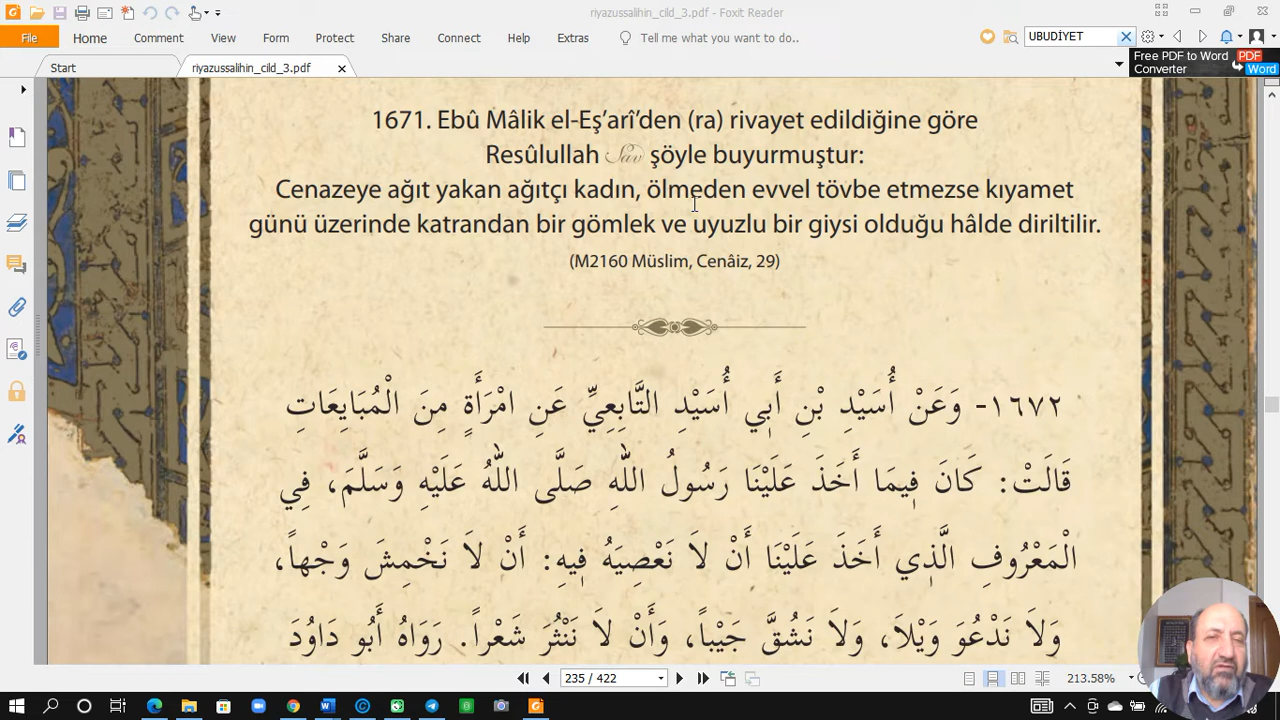 riyazussalihin_cild_3.pdf - Foxit Reader
File Home Comment View Form Protect Share Connect Help Extras Tell me what you want to do.. UBUDİYET
Start riyazussalihin_cild_3.pdf
Free PDF to Word PDF
Converter Word
1671. Ebû Mâlik el-Eş’arî’den (ra) rivayet edildiğine göre
Resûlullah Sav şöyle buyurmuştur:
Cenazeye ağıt yakan ağıtçı kadın, ölmeden evvel tövbe etmezse kıyamet
günü üzerinde katrandan bir gömlek ve uyuzlu bir giysi olduğu hâlde diriltilir.
(M2160 Müslim, Cenâiz, 29)
١٦٧٢- وَعَنْ أُسَيْدِ بْنِ أَبِي أُسَيْدِ التَّابِعِيِّ عَنِ امْرَأَةٍ مِنَ الْمُبَايِعَاتِ
قَالَتْ: كَانَ فِيمَا أَخَذَ عَلَيْنَا رَسُولُ اللهِ صَلَّى اللهُ عَلَيْهِ وَسَلَّمَ، فِي
الْمَعْرُوفِ الَّذِي أَخَذَ عَلَيْنَا أَنْ لاَ نَعْصِيَهُ فِيهِ: أَنْ لاَ نَخْمِشَ وَجْهاً،
وَلاَ نَدْعُوَ وَيْلاً، وَلاَ نَشُقَّ جَيْباً، وَأَنْ لاَ نَنْثُرَ شَعْراً. رَوَاهُ أَبُو دَاوُدَ
235 / 422 213.58%